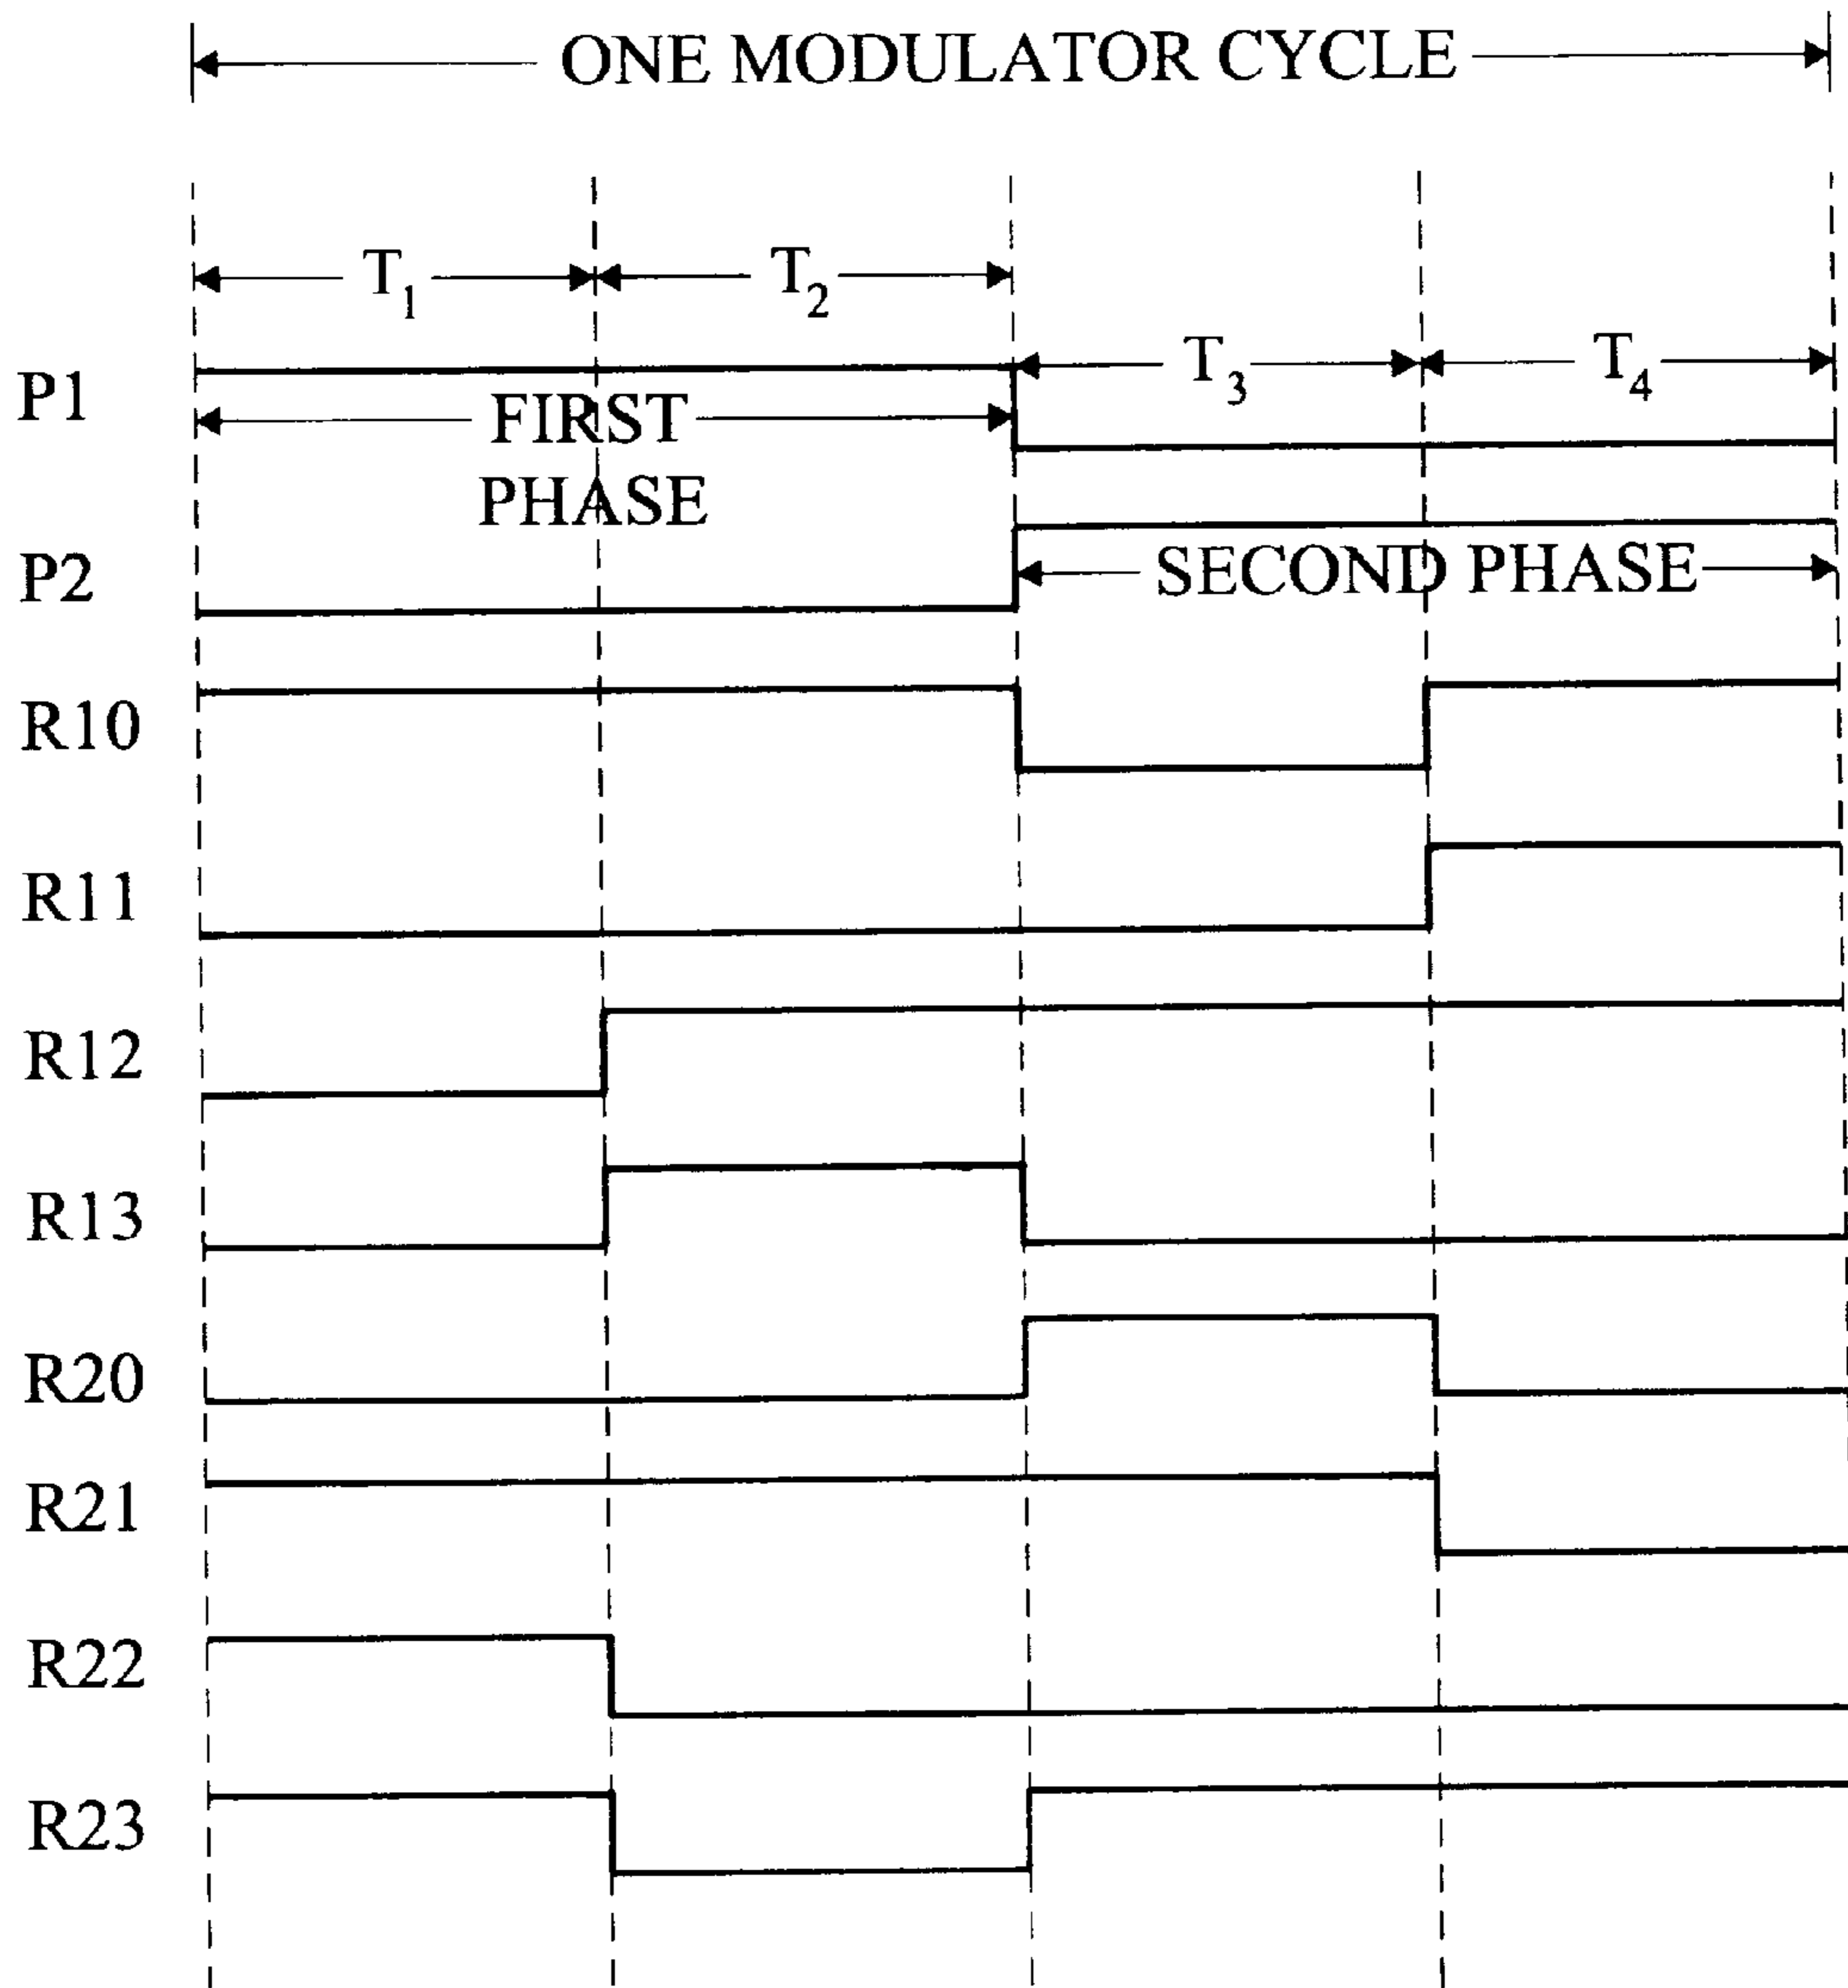 ONE MODULATOR CYCLE
T1
T2
T3
T4
P1
FIRST
PHASE
P2
SECOND PHASE
R10
R11
R12
R13
R20
R21
R22
R23